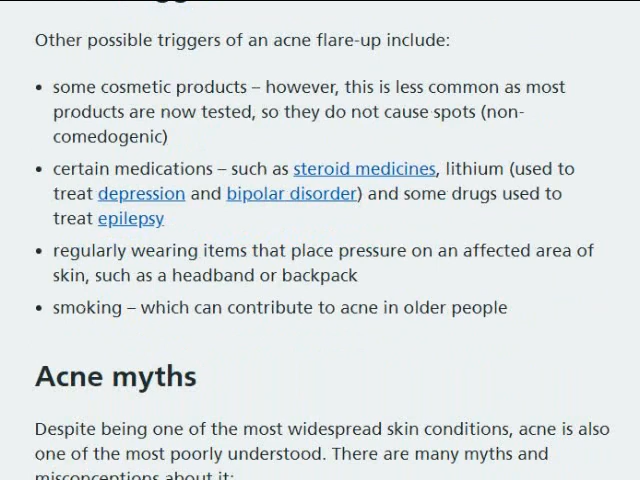 Other possible triggers of an acne flare-up include:
• some cosmetic products – however, this is less common as most
products are now tested, so they do not cause spots (non-
comedogenic)
• certain medications – such as steroid medicines, lithium (used to
treat depression and bipolar disorder) and some drugs used to
treat epilepsy
• regularly wearing items that place pressure on an affected area of
skin, such as a headband or backpack
• smoking – which can contribute to acne in older people
Acne myths
Despite being one of the most widespread skin conditions, acne is also
one of the most poorly understood. There are many myths and
misconceptions about it: